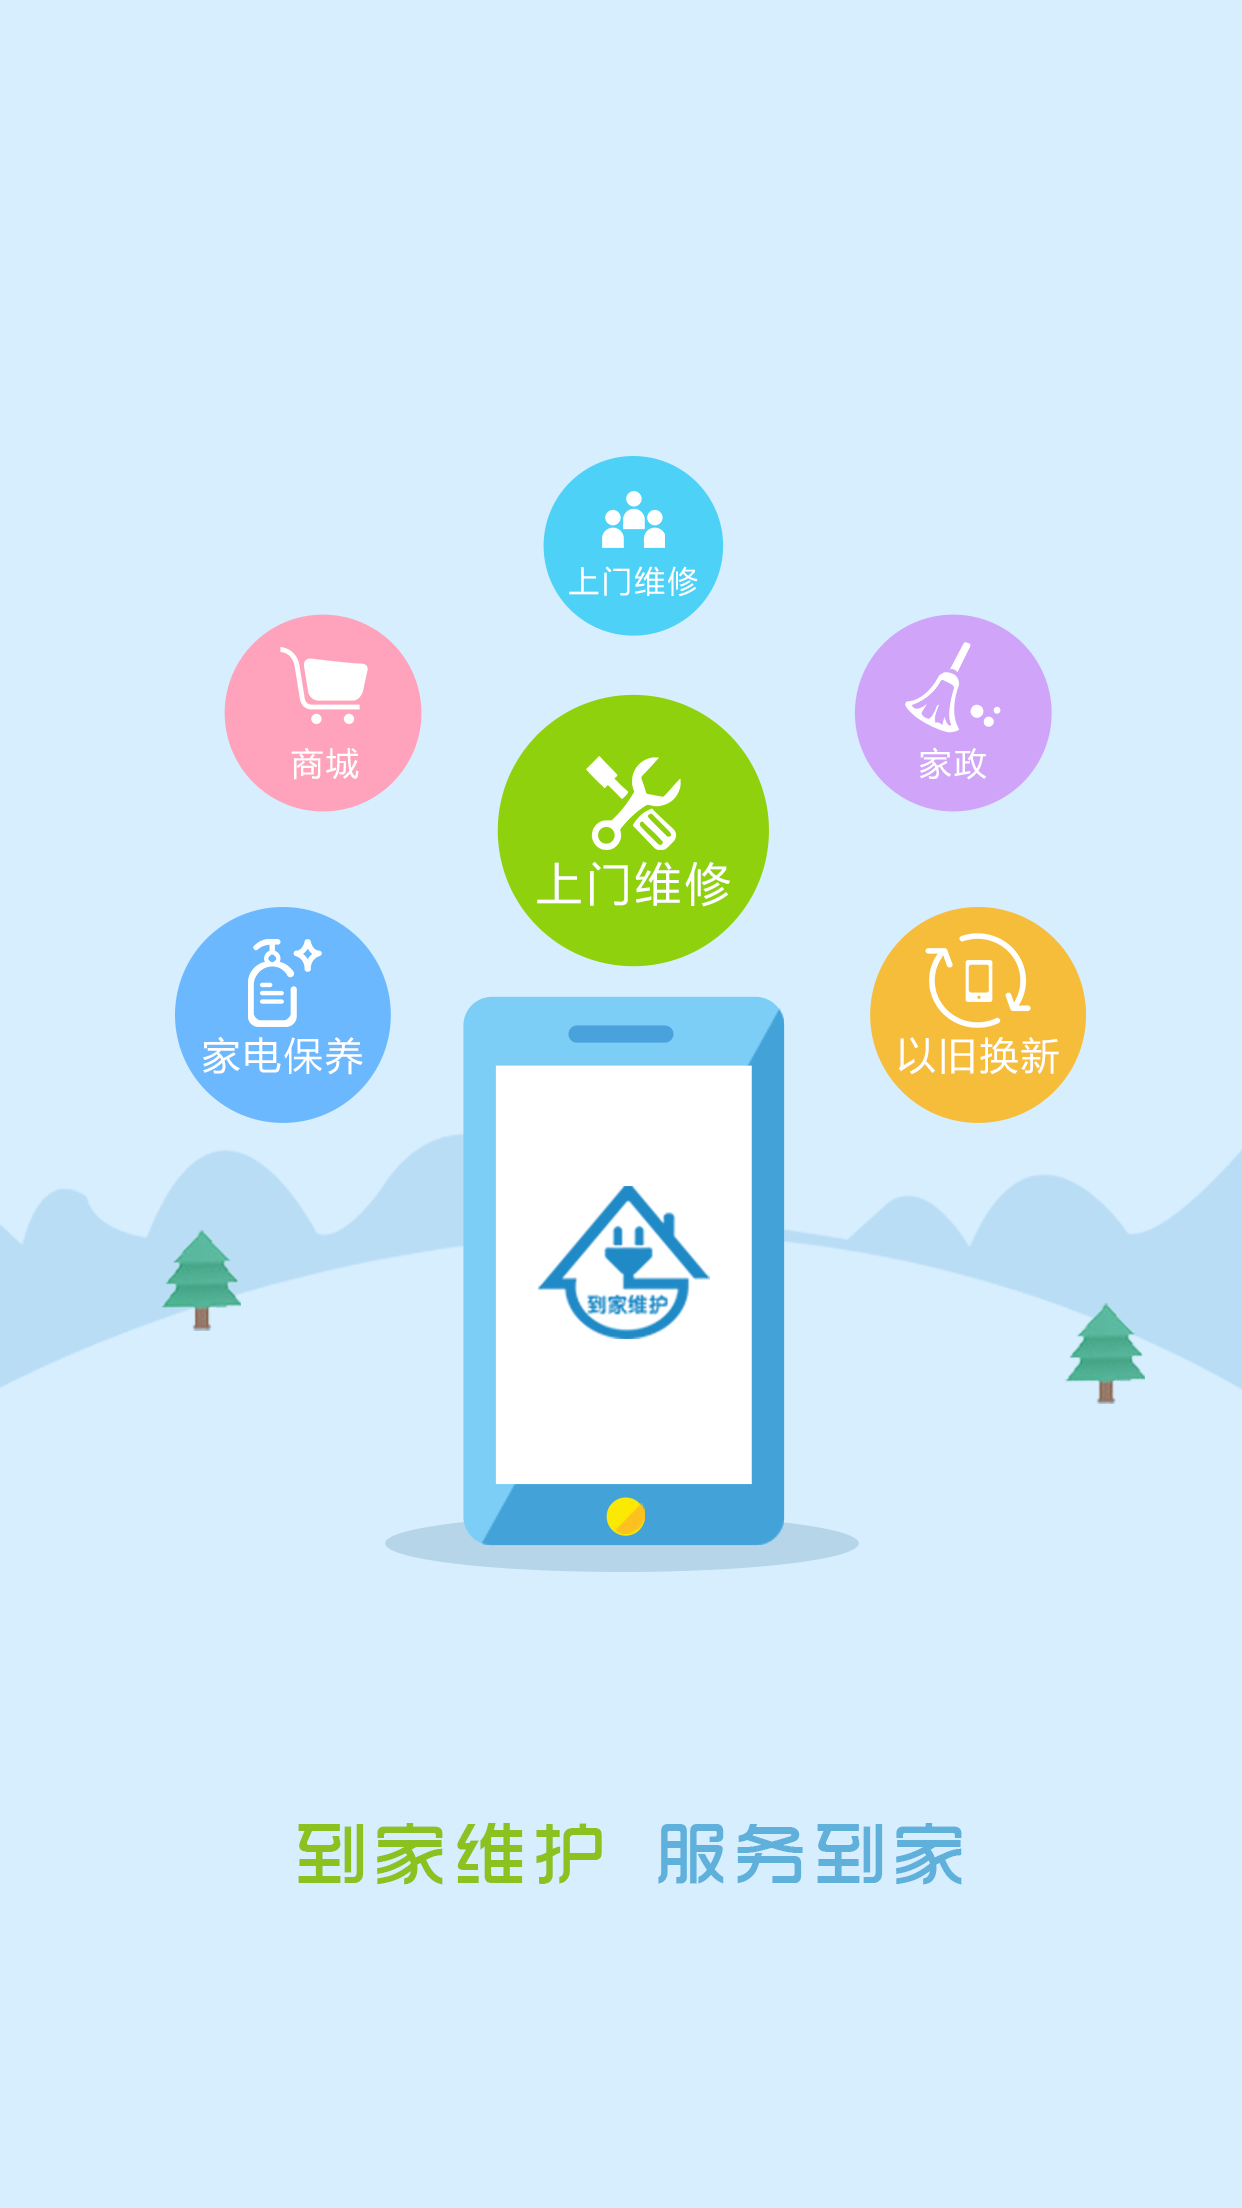 上门维修
商城
家政
上门维修
家电保养
以旧换新
到家维护
到家维护 服务到家